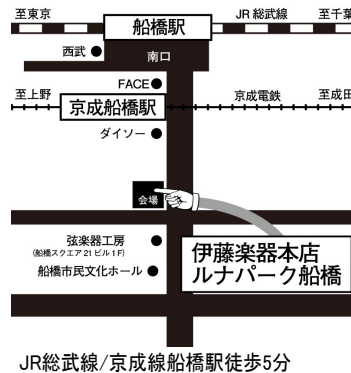 至東京
船橋駅
JR 総武線
至千葉
西武
南口
FACE
至上野
京成船橋駅
京成電鉄
至成田
ダイソー
会場
弦楽器工房
(船橋スクエア 21 ビル 1 F)
船橋市民文化ホール
伊藤楽器本店
ルナパーク船橋
JR総武線/京成線船橋駅徒歩5分